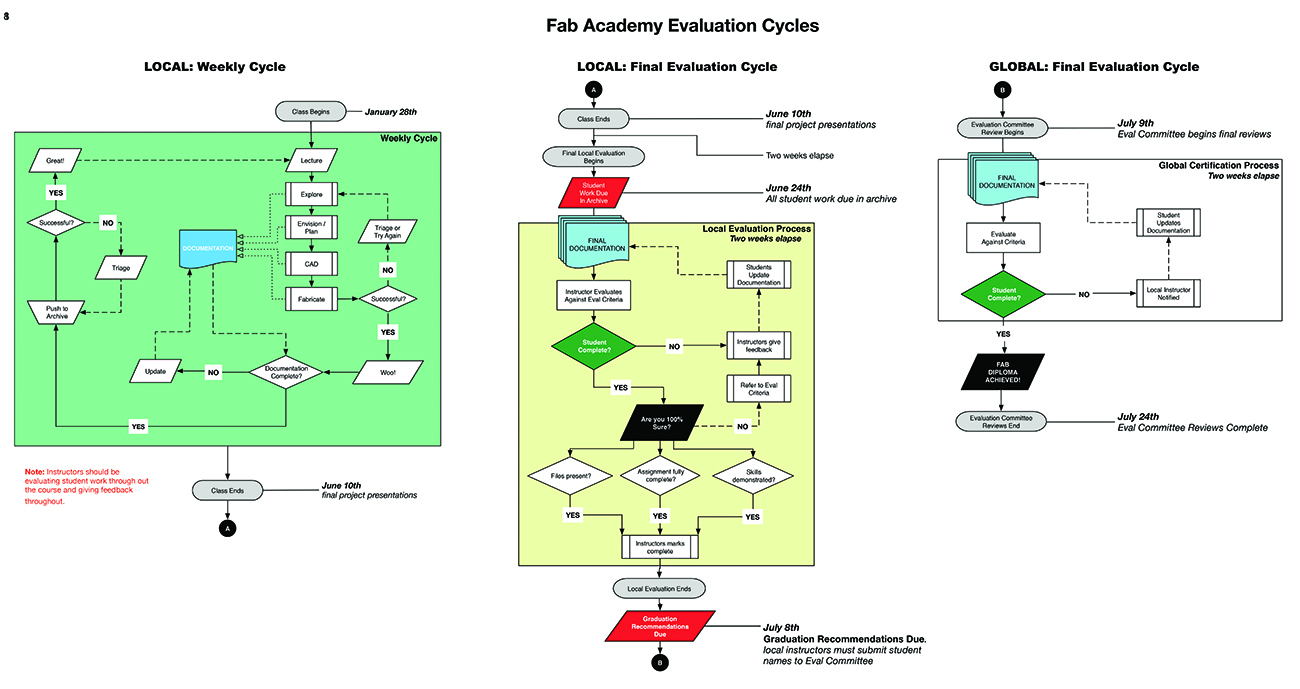 Fab Academy Evaluation Cycles
LOCAL: Weekly Cycle
Class Begins
January 28th
Weekly Cycle
Great!
Lecture
YES
Explore
Successful?
NO
Envision /
Plan
Triage or
Try Again
DOCUMENTATION
Triage
CAD
NO
Push to
Archive
Fabricate
Successful?
YES
Update
NO
Documentation
Complete?
Woo!
YES
Note: Instructors should be
evaluating student work through out
the course and giving feedback
throughout.
Class Ends
June 10th
final project presentations
A
LOCAL: Final Evaluation Cycle
A
Class Ends
June 10th
final project presentations
Final Local Evaluation
Begins
Two weeks elapse
Student
Work Due
In Archive
June 24th
All student work due in archive
Local Evaluation Process
Two weeks elapse
FINAL
DOCUMENTATION
Students
Update
Documentation
Instructor Evaluates
Against Eval Criteria
Student
Complete?
NO
Instructors give
feedback
YES
Refer to Eval
Criteria
Are you 100%
Sure?
NO
Files present?
Assignment fully
complete?
Skills
demonstrated?
YES
YES
YES
Instructors marks
complete
Local Evaluation Ends
Graduation
Recommendations
Due
July 8th
Graduation Recommendations Due.
local instructors must submit student
names to Eval Committee
B
GLOBAL: Final Evaluation Cycle
B
Evaluation Committee
Review Begins
July 9th
Eval Committee begins final reviews
Global Certification Process
Two weeks elapse
FINAL
DOCUMENTATION
Student
Updates
Documentation
Evaluate
Against Criteria
Student
Complete?
NO
Local Instructor
Notified
YES
FAB
DIPLOMA
ACHIEVED!
Evaluation Committee
Reviews End
July 24th
Eval Committee Reviews Complete